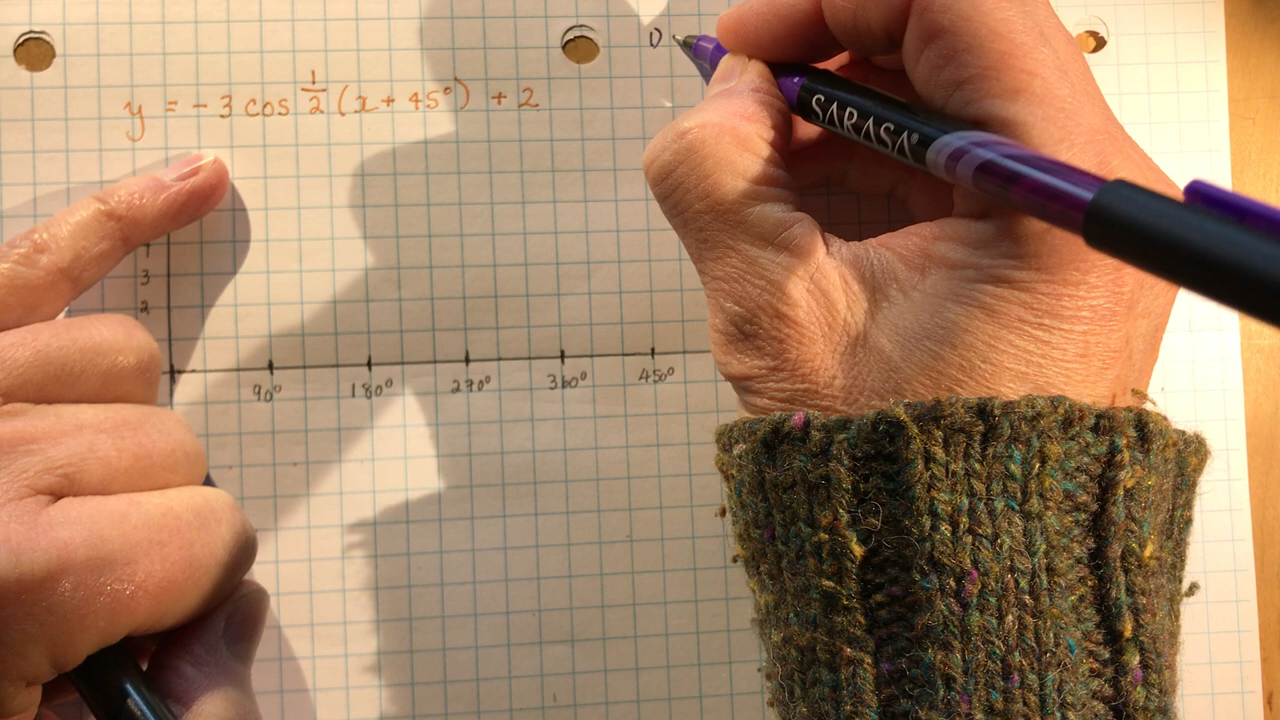 y = -3 cos 1/2 (x + 45°) + 2
SARASA®
3
2
90° 180° 270° 360° 450°